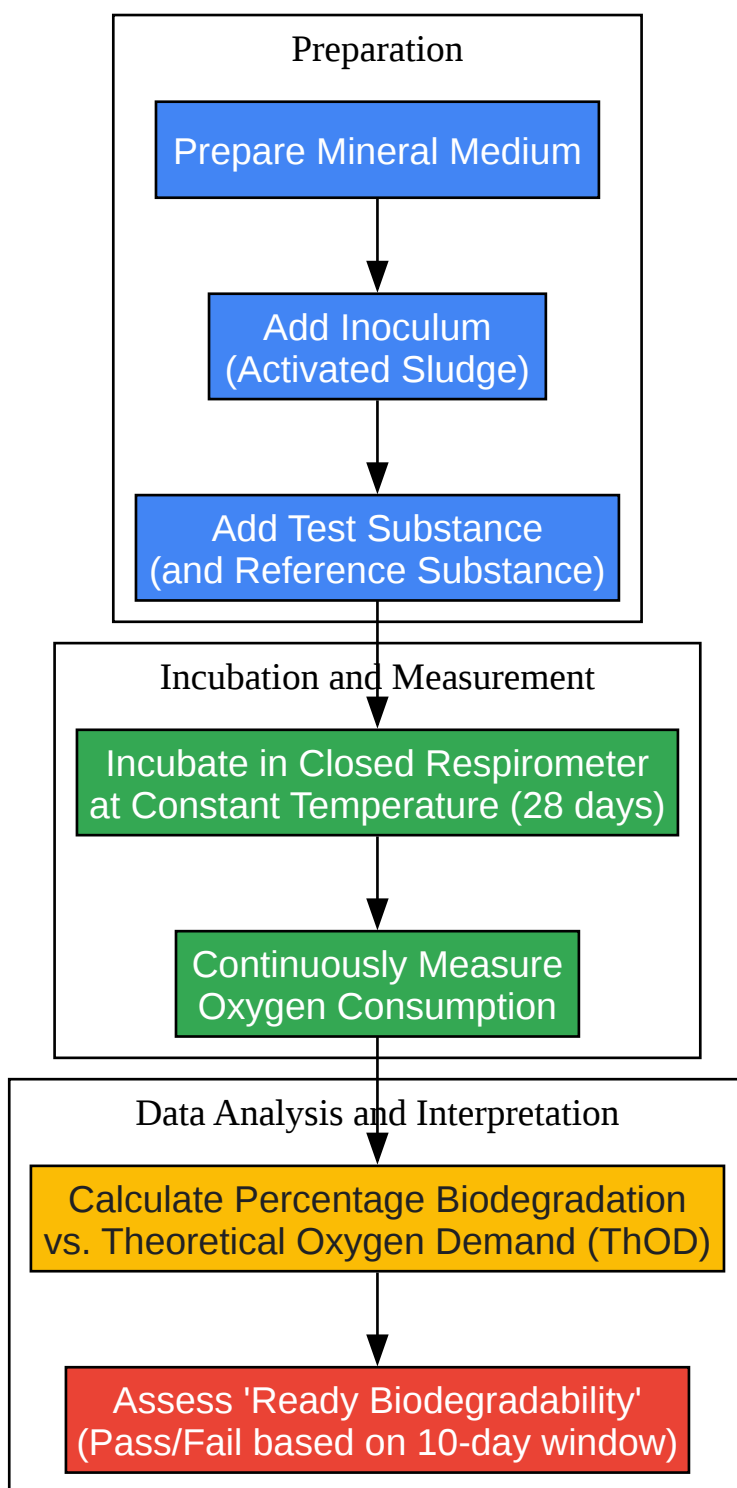 Preparation
Prepare Mineral Medium
Add Inoculum
(Activated Sludge)
Add Test Substance
(and Reference Substance)
Incubation and Measurement
Incubate in Closed Respirometer
at Constant Temperature (28 days)
Continuously Measure
Oxygen Consumption
Data Analysis and Interpretation
Calculate Percentage Biodegradation
vs. Theoretical Oxygen Demand (ThOD)
Assess 'Ready Biodegradability'
(Pass/Fail based on 10-day window)